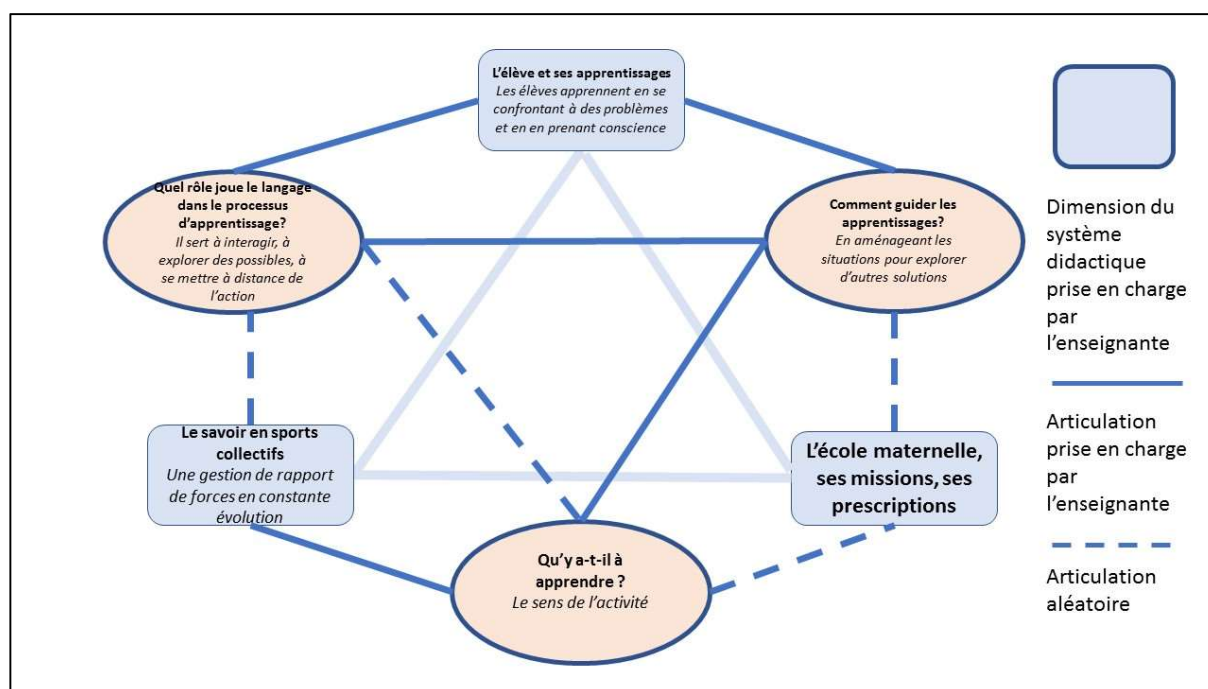 L'élève et ses apprentissages
Les élèves apprennent en se
confrontant à des problèmes
et en en prenant conscience
Quel rôle joue le langage
dans le processus
d'apprentissage?
Il sert à interagir, à
explorer des possibles, à
se mettre à distance de
l'action
Comment guider les
apprentissages?
En aménageant les
situations pour explorer
d'autres solutions
Le savoir en sports
collectifs
Une gestion de rapport
de forces en constante
évolution
L'école maternelle,
ses missions, ses
prescriptions
Qu'y a-t-il à
apprendre ?
Le sens de l'activité
Dimension du
système
didactique
prise en charge
par
l'enseignante
Articulation
prise en charge
par
l'enseignante
Articulation
aléatoire